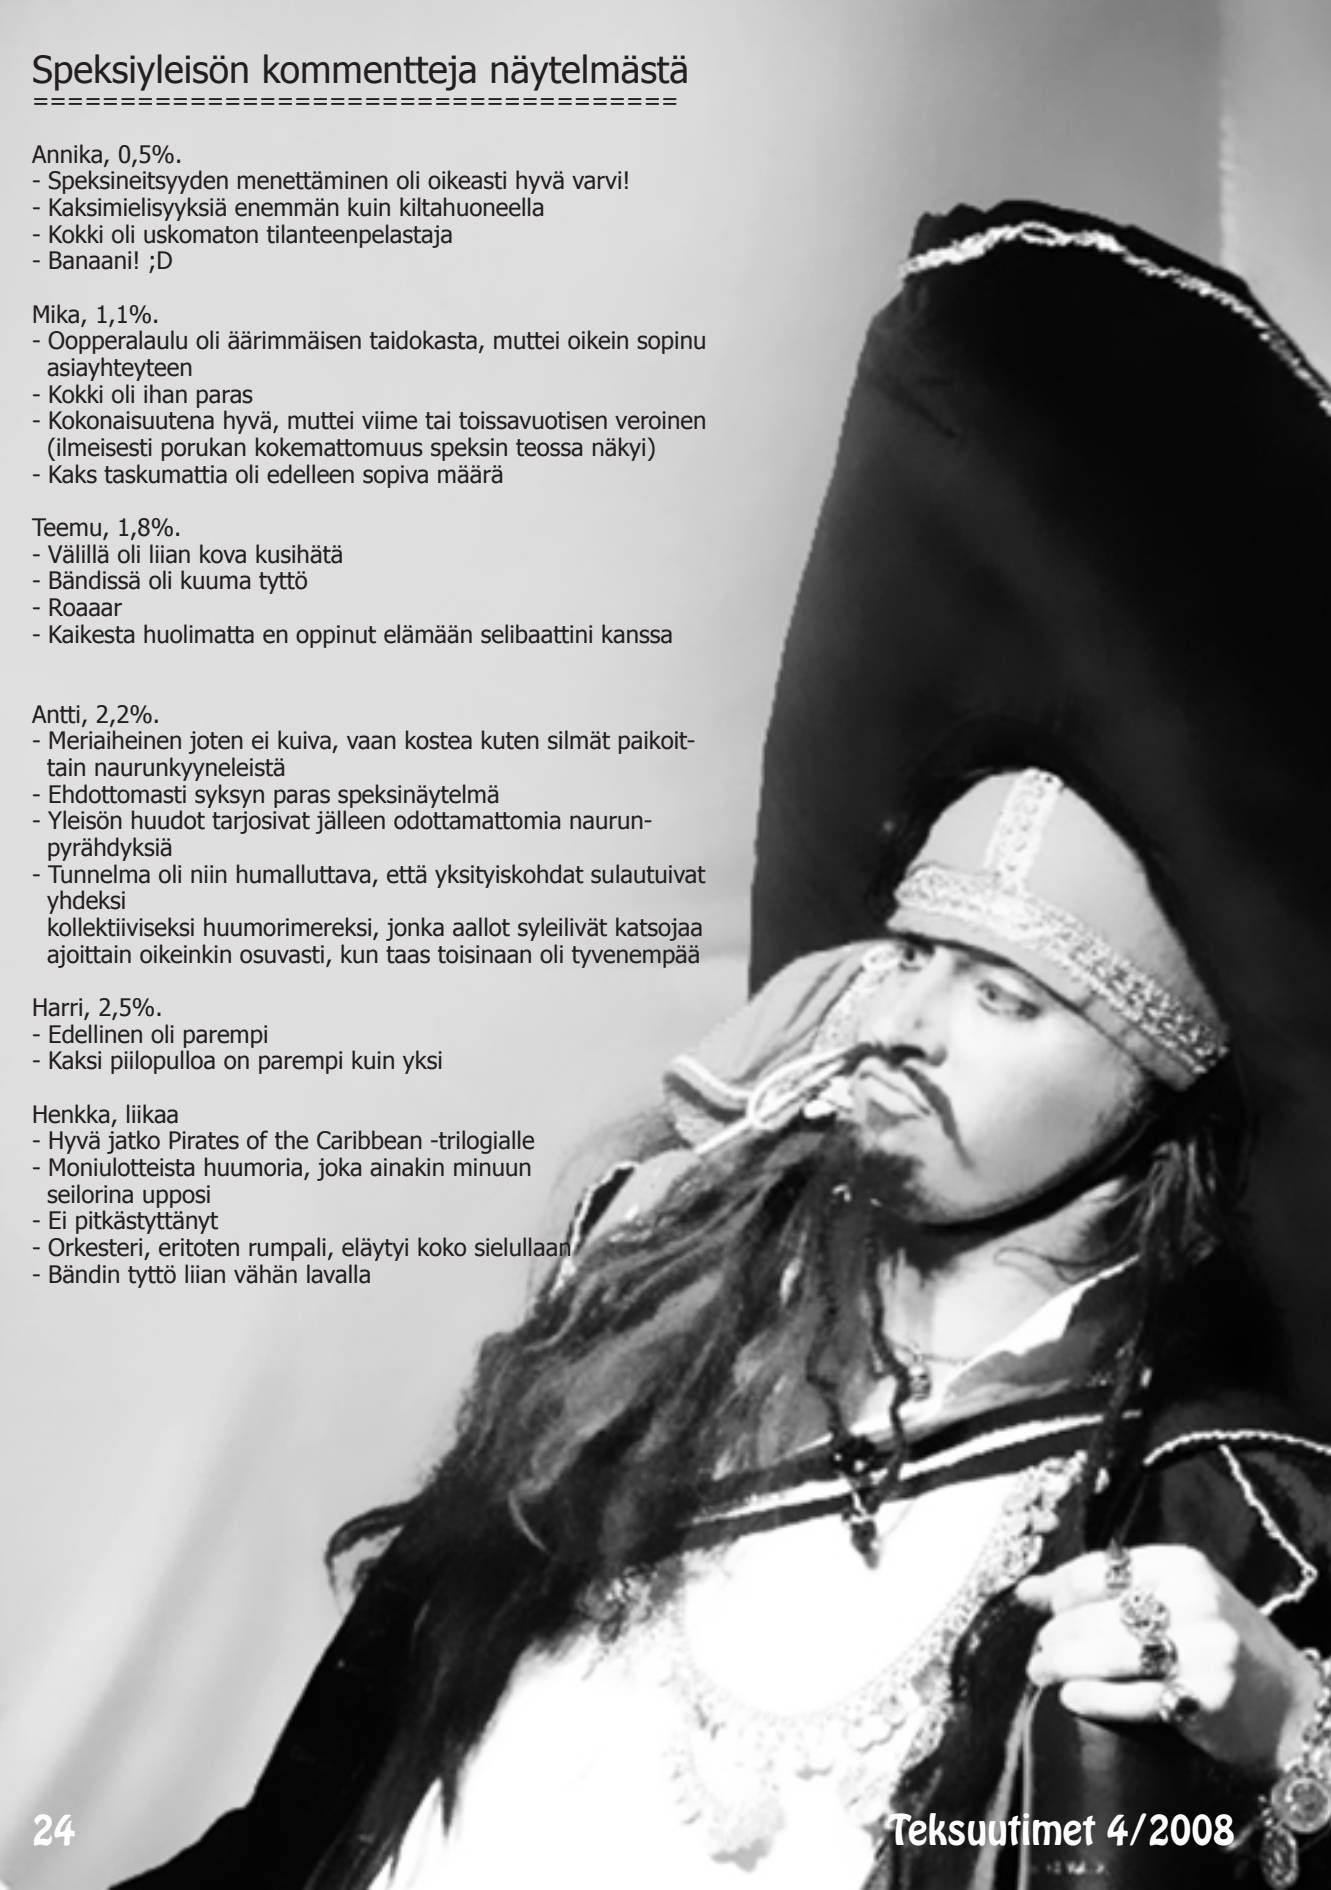 Speksiyleisön kommentteja näytelmästä
=====================================
Annika, 0,5%.
- Speksineitsyyden menettäminen oli oikeasti hyvä varvi!
- Kaksimielisyyksiä enemmän kuin kiltahuoneella
- Kokki oli uskomaton tilanteenpelastaja
- Banaani! ;D
Mika, 1,1%.
- Oopperalaulu oli äärimmäisen taidokasta, muttei oikein sopinu
asiayhteyteen
- Kokki oli ihan paras
- Kokonaisuutena hyvä, muttei viime tai toissavuotisen veroinen
(ilmeisesti porukan kokemattomuus speksin teossa näkyi)
- Kaks taskumattia oli edelleen sopiva määrä
Teemu, 1,8%.
- Välillä oli liian kova kusihätä
- Bändissä oli kuuma tyttö
- Roaaar
- Kaikesta huolimatta en oppinut elämään selibaattini kanssa
Antti, 2,2%.
- Meriaiheinen joten ei kuiva, vaan kostea kuten silmät paikoit-
tain naurunkyyneleistä
- Ehdottomasti syksyn paras speksinäytelmä
- Yleisön huudot tarjosivat jälleen odottamattomia naurun-
pyrähdyksiä
- Tunnelma oli niin humalluttava, että yksityiskohdat sulautuivat
yhdeksi
kollektiiviseksi huumorimereksi, jonka aallot syleilivät katsojaa
ajoittain oikeinkin osuvasti, kun taas toisinaan oli tyvenempää
Harri, 2,5%.
- Edellinen oli parempi
- Kaksi piilopulloa on parempi kuin yksi
Henkka, liikaa
- Hyvä jatko Pirates of the Caribbean -trilogialle
- Moniulotteista huumoria, joka ainakin minuun
seilorina upposi
- Ei pitkästyttänyt
- Orkesteri, eritoten rumpali, eläytyi koko sielullaan
- Bändin tyttö liian vähän lavalla
24
Teksuutimet 4/2008